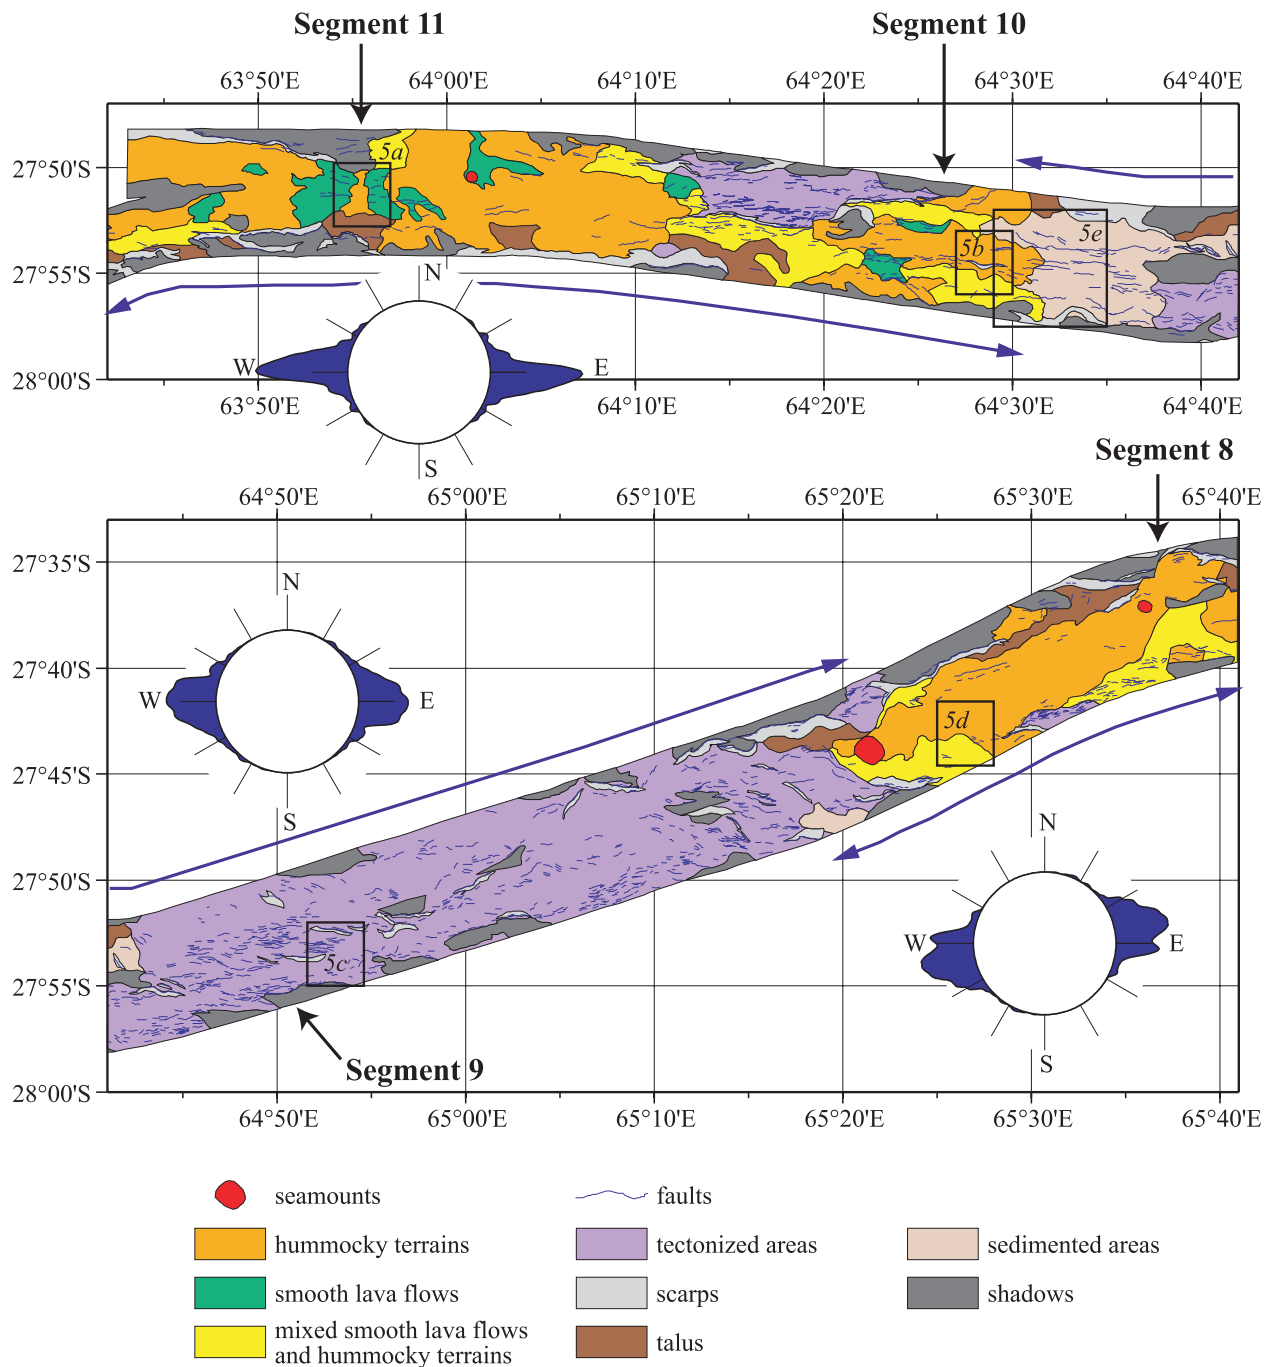 Segment 11
Segment 10
63°50'E 64°00'E 64°10'E 64°20'E 64°30'E 64°40'E
27°50'S
27°55'S
28°00'S
5a
5b
5e
N
W
E
S
63°50'E 64°10'E 64°20'E 64°30'E 64°40'E
Segment 8
64°50'E 65°00'E 65°10'E 65°20'E 65°30'E 65°40'E
27°35'S
27°40'S
27°45'S
27°50'S
27°55'S
28°00'S
N
W
E
S
5d
5c
N
W
E
S
Segment 9
64°50'E 65°00'E 65°10'E 65°20'E 65°30'E 65°40'E
seamounts
faults
hummocky terrains
tectonized areas
sedimented areas
smooth lava flows
scarps
shadows
mixed smooth lava flows
and hummocky terrains
talus